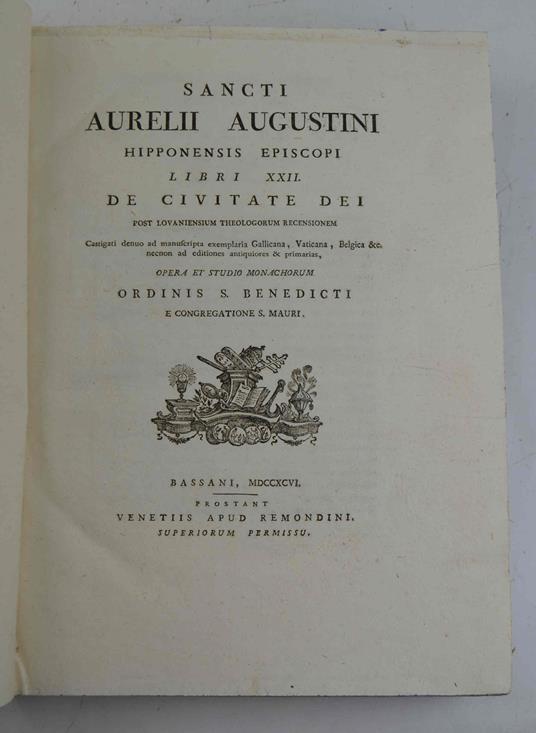 SANCTI
AURELII AUGUSTINI
HIPPONENSIS EPISCOPI
LIBRI XXII.
DE CIVITATE DEI
POST LOVANIENSIUM THEOLOGORUM RECENSIONEM
Castigati denuo ad manuscripta exemplaria Gallicana, Vaticana, Belgica &c.
necnon ad editiones antiquiores & primarias,
OPERA ET STUDIO MONACHORUM
ORDINIS S. BENEDICTI
E CONGREGATIONE S. MAURI.
BASSANI, MDCCXCVI.
PROSTANT
VENETIIS APUD REMONDINI.
SUPERIORUM PERMISSU.